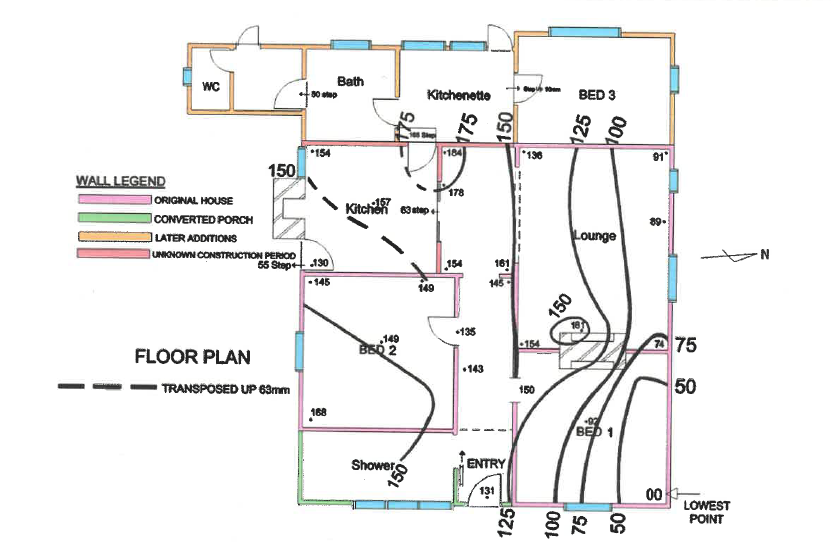 WC
Bath
Kitchenette
BED 3
50 step
Step 50mm
165 Step
175
175
150
125
100
WALL LEGEND
ORIGINAL HOUSE
CONVERTED PORCH
LATER ADDITIONS
UNKNOWN CONSTRUCTION PERIOD
55 Step
150
154
184
136
91
157
Kitchen
178
63 step
89
Lounge
N
130
154
161
145
149
145
150
181
FLOOR PLAN
TRANSPOSED UP 63mm
149
BED 2
135
154
74
75
143
150
50
168
92
BED 1
Shower
150
ENTRY
131
00
LOWEST
POINT
125
100
75
50